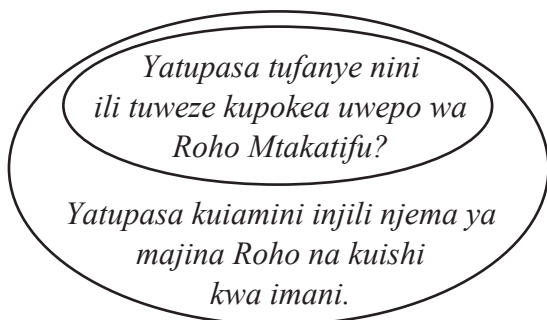 Yatupasa tufanye nini
ili tuweze kupokea uwepo wa
Roho Mtakatifu?
Yatupasa kuiamini injili njema ya
majina Roho na kuishi
kwa imani.